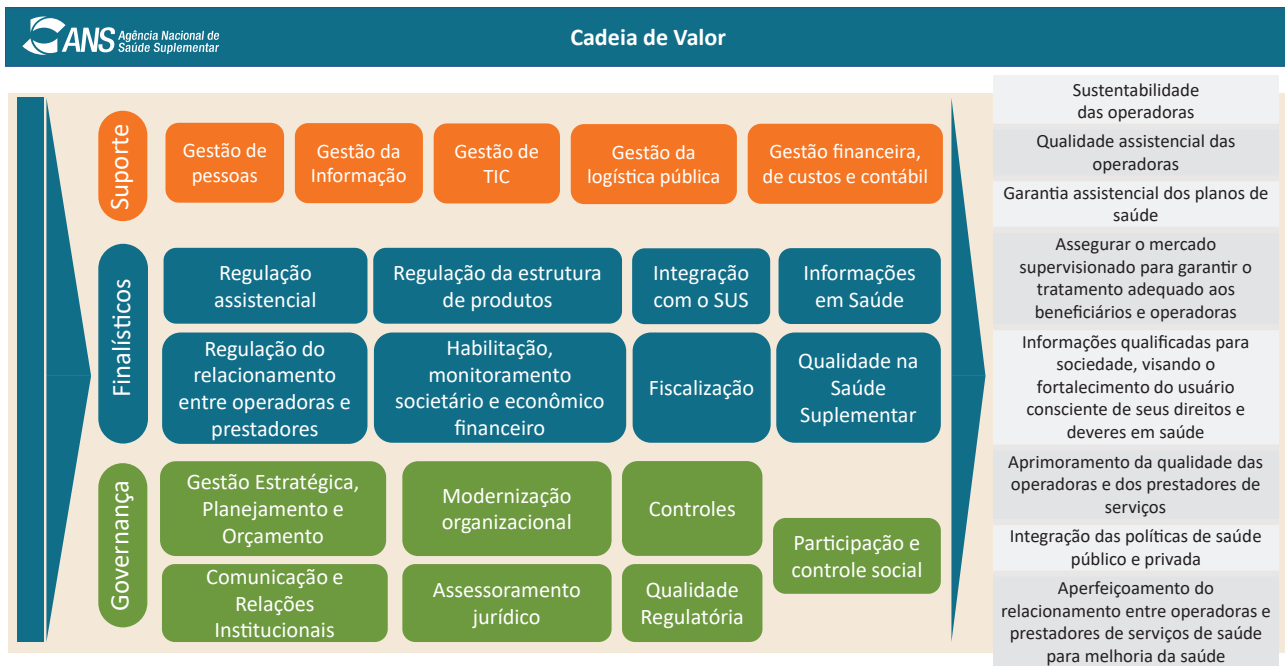 ANS Agência Nacional de
Saúde Suplementar
Cadeia de Valor
Suporte
Gestão de
pessoas
Gestão da
Informação
Gestão de
TIC
Gestão da
logística pública
Gestão financeira,
de custos e contábil
Finalísticos
Regulação
assistencial
Regulação da estrutura
de produtos
Integração
com o SUS
Informações
em Saúde
Regulação do
relacionamento
entre operadoras e
prestadores
Habilitação,
monitoramento
societário e econômico
financeiro
Fiscalização
Qualidade na
Saúde
Suplementar
Governança
Gestão Estratégica,
Planejamento e
Orçamento
Modernização
organizacional
Controles
Participação e
controle social
Comunicação e
Relações
Institucionais
Assessoramento
jurídico
Qualidade
Regulatória
Sustentabilidade
das operadoras
Qualidade assistencial das
operadoras
Garantia assistencial dos planos de
saúde
Assegurar o mercado
supervisionado para garantir o
tratamento adequado aos
beneficiários e operadoras
Informações qualificadas para
sociedade, visando o
fortalecimento do usuário
consciente de seus direitos e
deveres em saúde
Aprimoramento da qualidade das
operadoras e dos prestadores de
serviços
Integração das políticas de saúde
público e privada
Aperfeiçoamento do
relacionamento entre operadoras e
prestadores de serviços de saúde
para melhoria da saúde